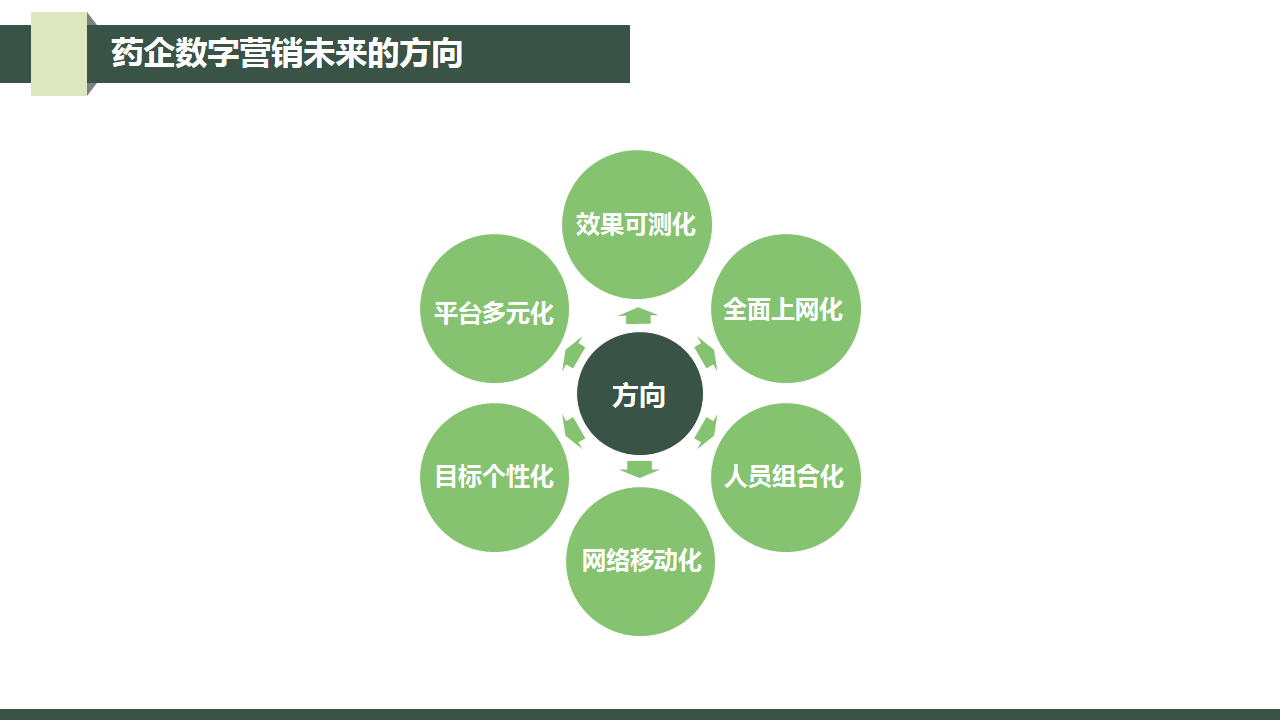 药企数字营销未来的方向
效果可测化
平台多元化
全面上网化
方向
目标个性化
人员组合化
网络移动化